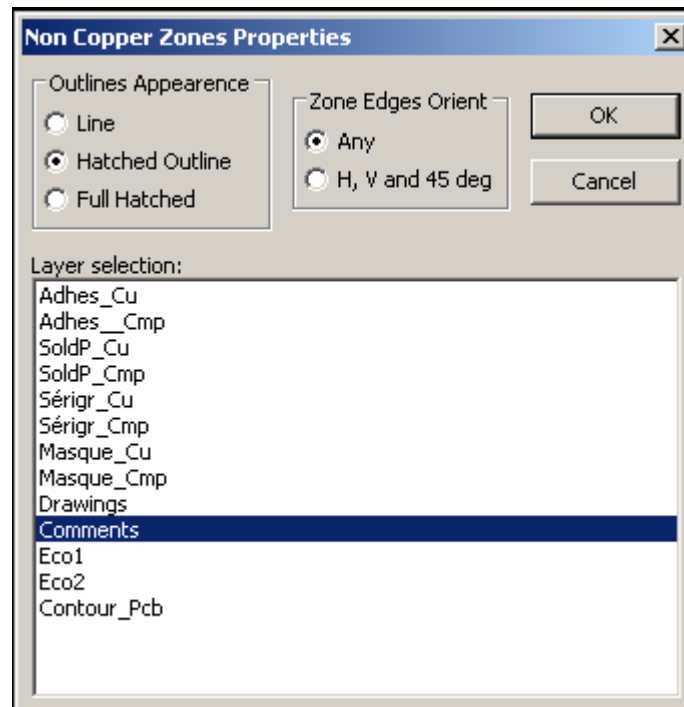 Non Copper Zones Properties
Outlines Appearence
Line
Hatched Outline
Full Hatched
Zone Edges Orient
Any
H, V and 45 deg
OK
Cancel
Layer selection:
Adhes_Cu
Adhes__Cmp
SoldP_Cu
SoldP_Cmp
Sérigr_Cu
Sérigr_Cmp
Masque_Cu
Masque_Cmp
Drawings
Comments
Eco1
Eco2
Contour_Pcb